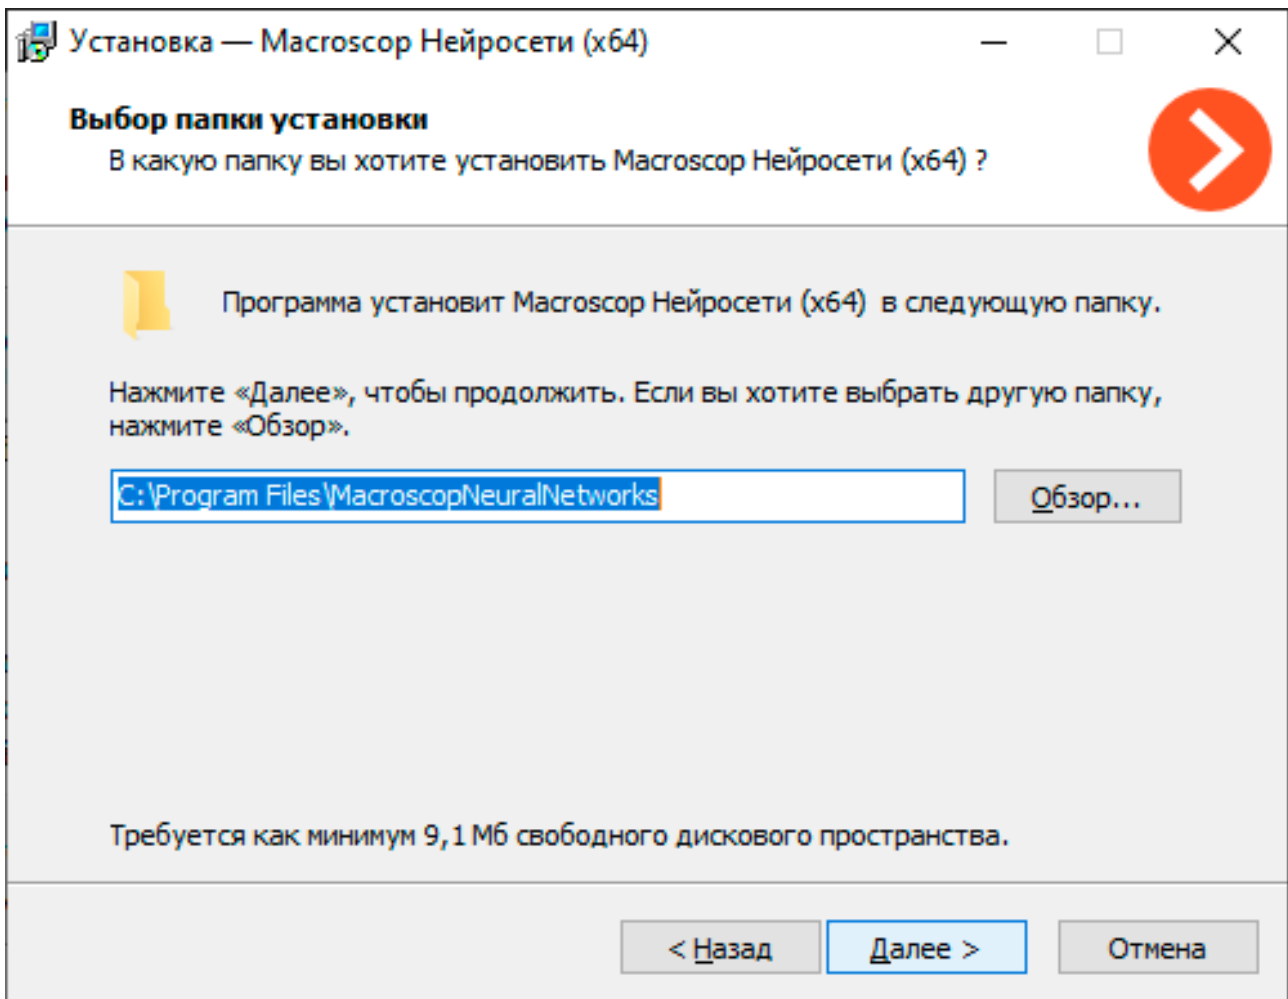 Установка — Macroscop Нейросети (x64)
Выбор папки установки
В какую папку вы хотите установить Macroscop Нейросети (x64) ?
Программа установит Macroscop Нейросети (x64)  в следующую папку.
Нажмите «Далее», чтобы продолжить. Если вы хотите выбрать другую папку,
нажмите «Обзор».
C:\Program Files\MacroscopNeuralNetworks
Обзор...
Требуется как минимум 9,1 Мб свободного дискового пространства.
< Назад
Далее >
Отмена